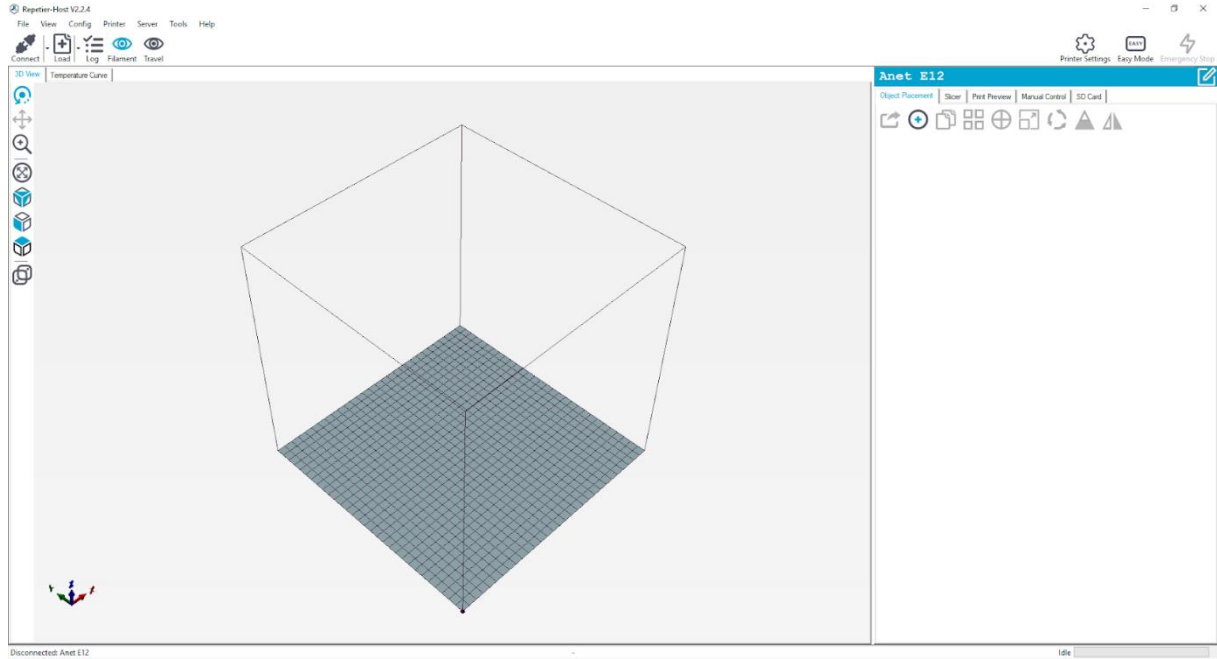 Repetier-Host V2.2.4
File View Config Printer Server Tools Help
Connect Load Log Filament Travel
Printer Settings EASY Easy Mode Emergency Stop
3D View Temperature Curve
Anet E12
Object Placement Slicer Print Preview Manual Control SD Card
Disconnected: Anet E12 - Idle